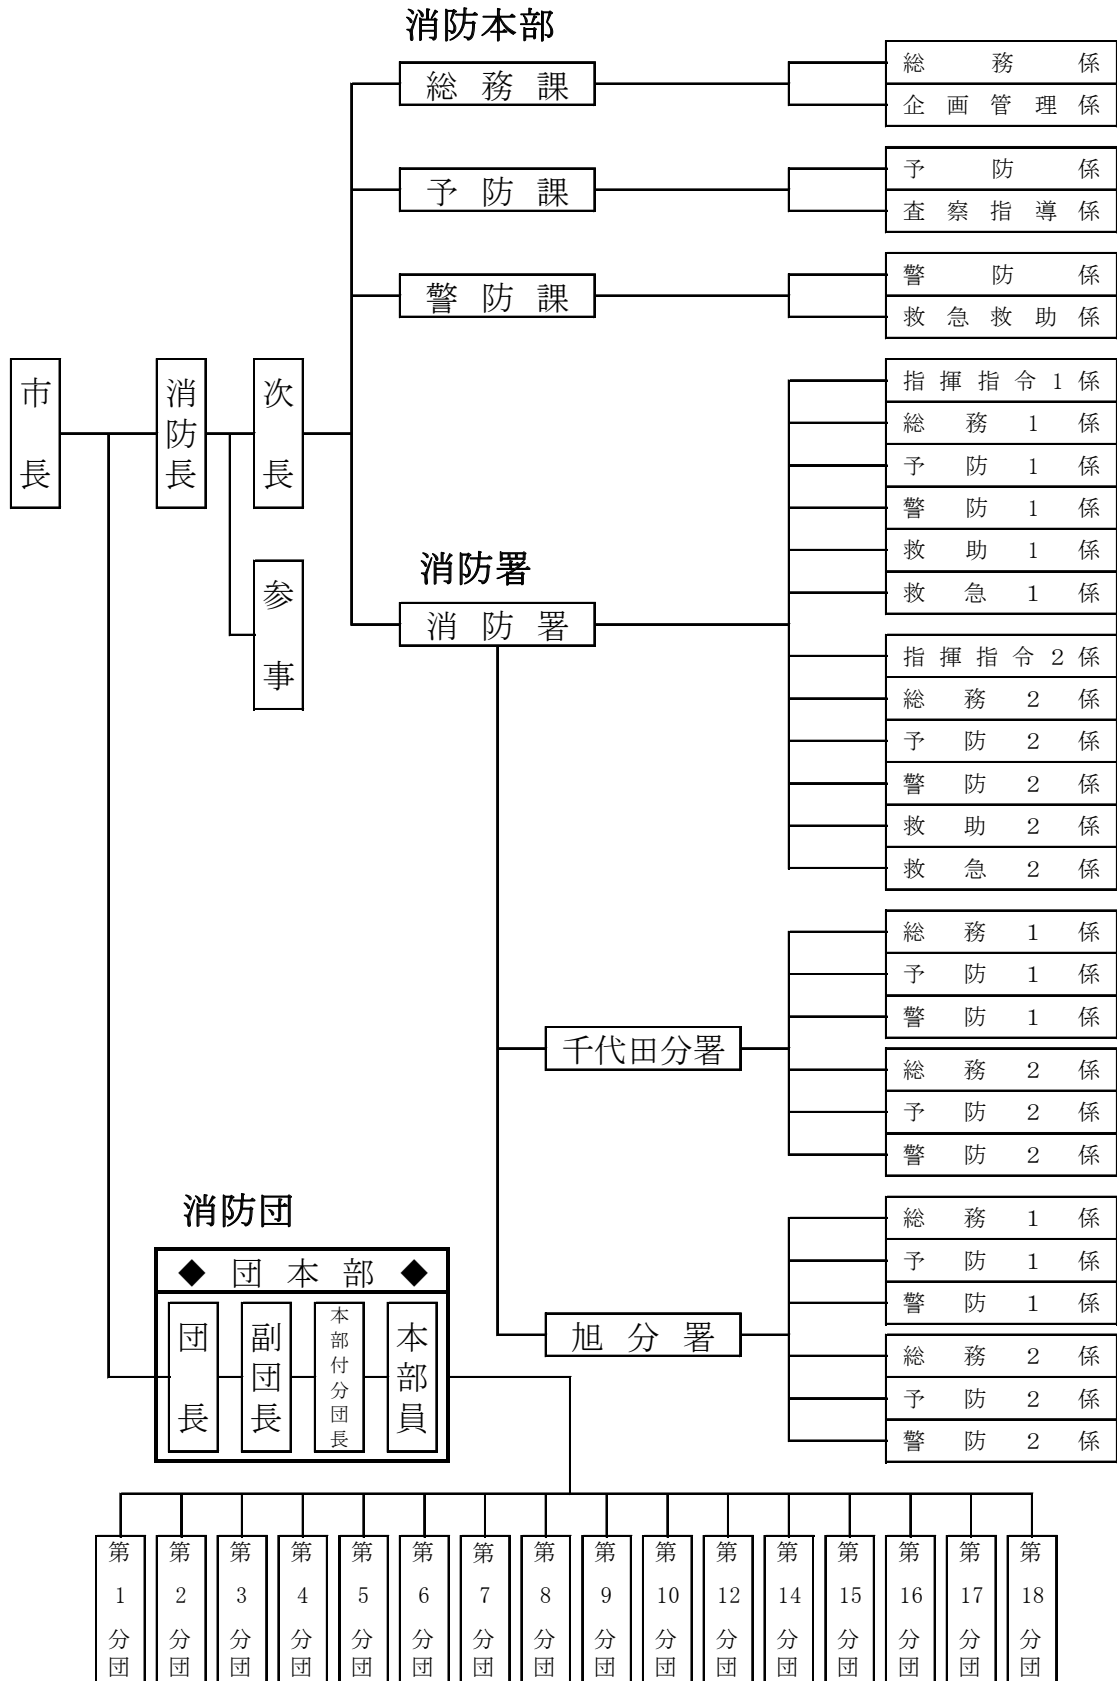 消防本部
総務課
総務係
企画管理係
予防課
予防係
査察指導係
警防課
警防係
救急救助係
市長
消防長
次長
参事
消防署
消防署
指揮指令1係
総務1係
予防1係
警防1係
救助1係
救急1係
指揮指令2係
総務2係
予防2係
警防2係
救助2係
救急2係
千代田分署
総務1係
予防1係
警防1係
総務2係
予防2係
警防2係
旭分署
総務1係
予防1係
警防1係
総務2係
予防2係
警防2係
消防団
◆団本部◆
団長
副団長
本部付分団長
本部員
第1分団
第2分団
第3分団
第4分団
第5分団
第6分団
第7分団
第8分団
第9分団
第10分団
第12分団
第14分団
第15分団
第16分団
第17分団
第18分団